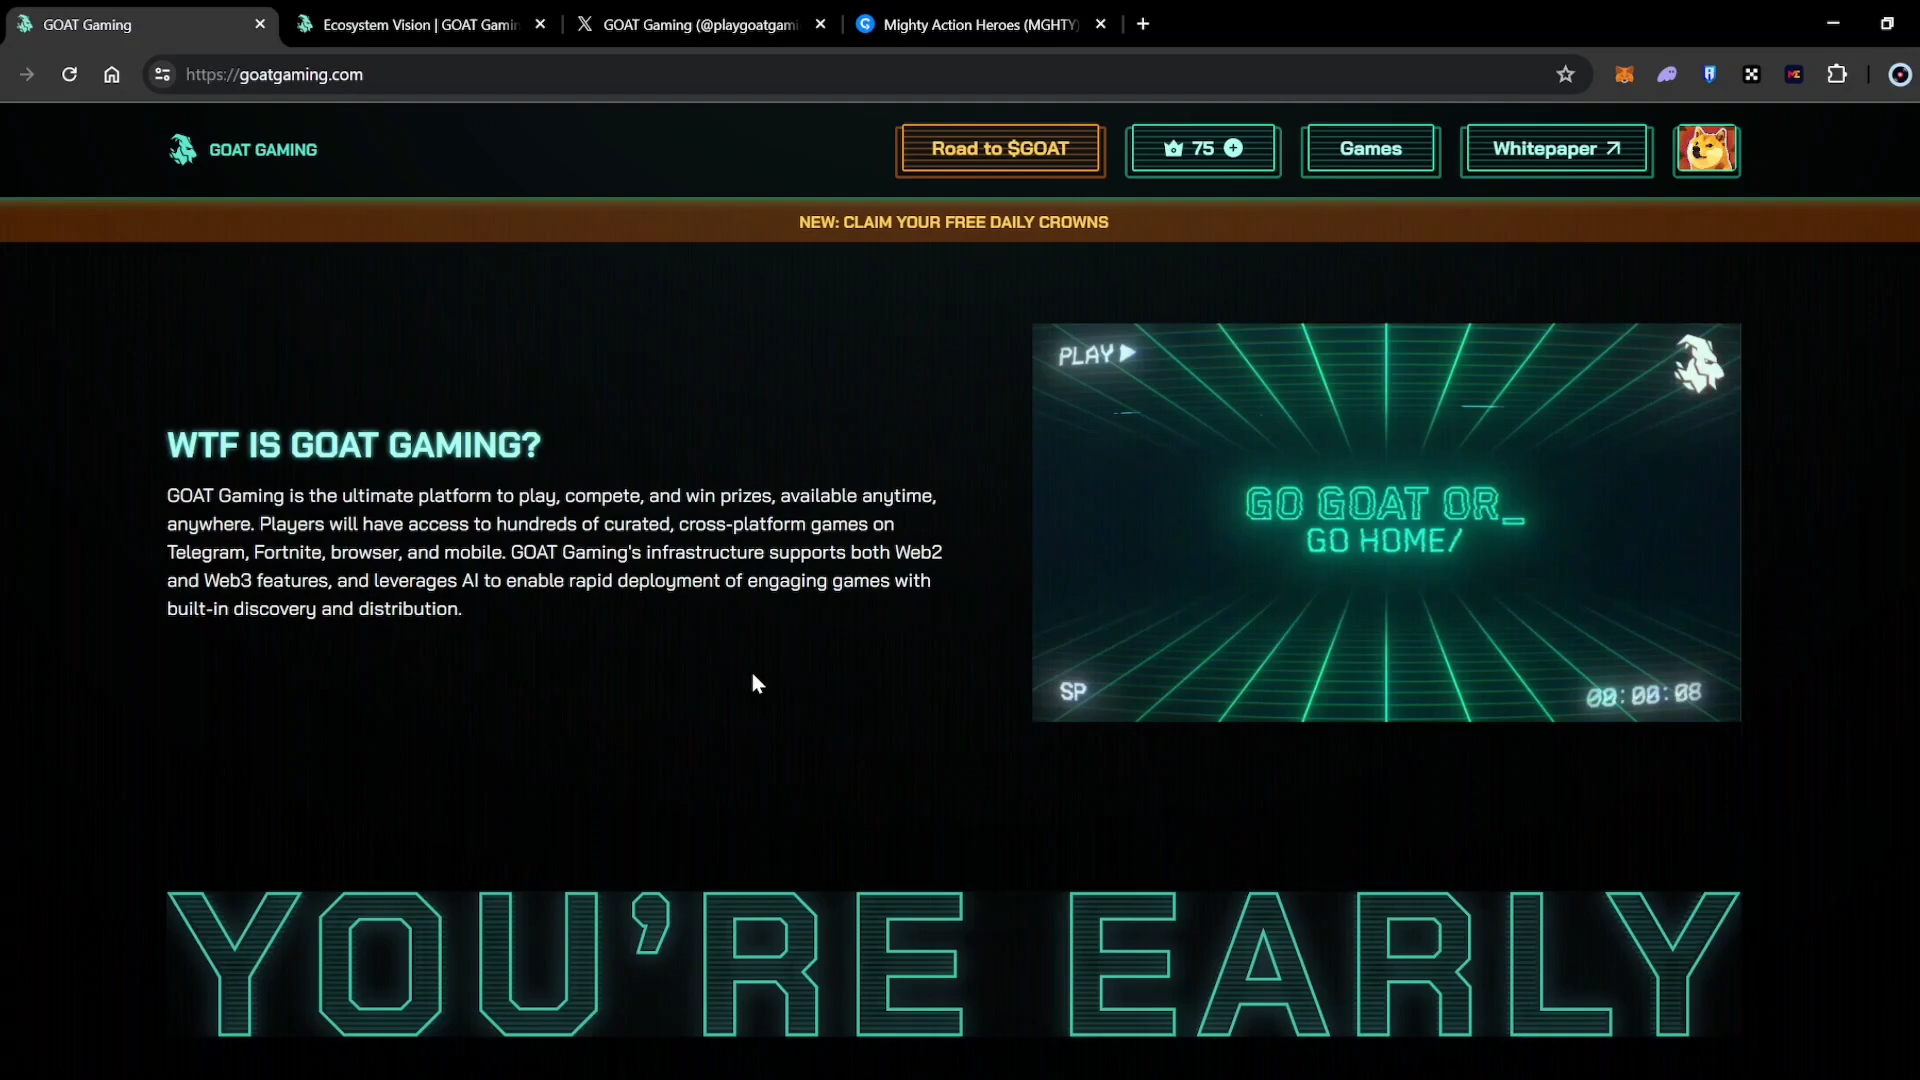 GOAT Gaming
Ecosystem Vision | GOAT Gamin
GOAT Gaming (@playgoatgami
Mighty Action Heroes (MGHTY)
https://goatgaming.com
GOAT GAMING
Road to $GOAT
75
Games
Whitepaper
NEW: CLAIM YOUR FREE DAILY CROWNS
WTF IS GOAT GAMING?
GOAT Gaming is the ultimate platform to play, compete, and win prizes, available anytime,
anywhere. Players will have access to hundreds of curated, cross-platform games on
Telegram, Fortnite, browser, and mobile. GOAT Gaming's infrastructure supports both Web2
and Web3 features, and leverages AI to enable rapid deployment of engaging games with
built-in discovery and distribution.
PLAY
GO GOAT OR_
GO HOME/
SP
00:00:08
YOU’RE EARLY